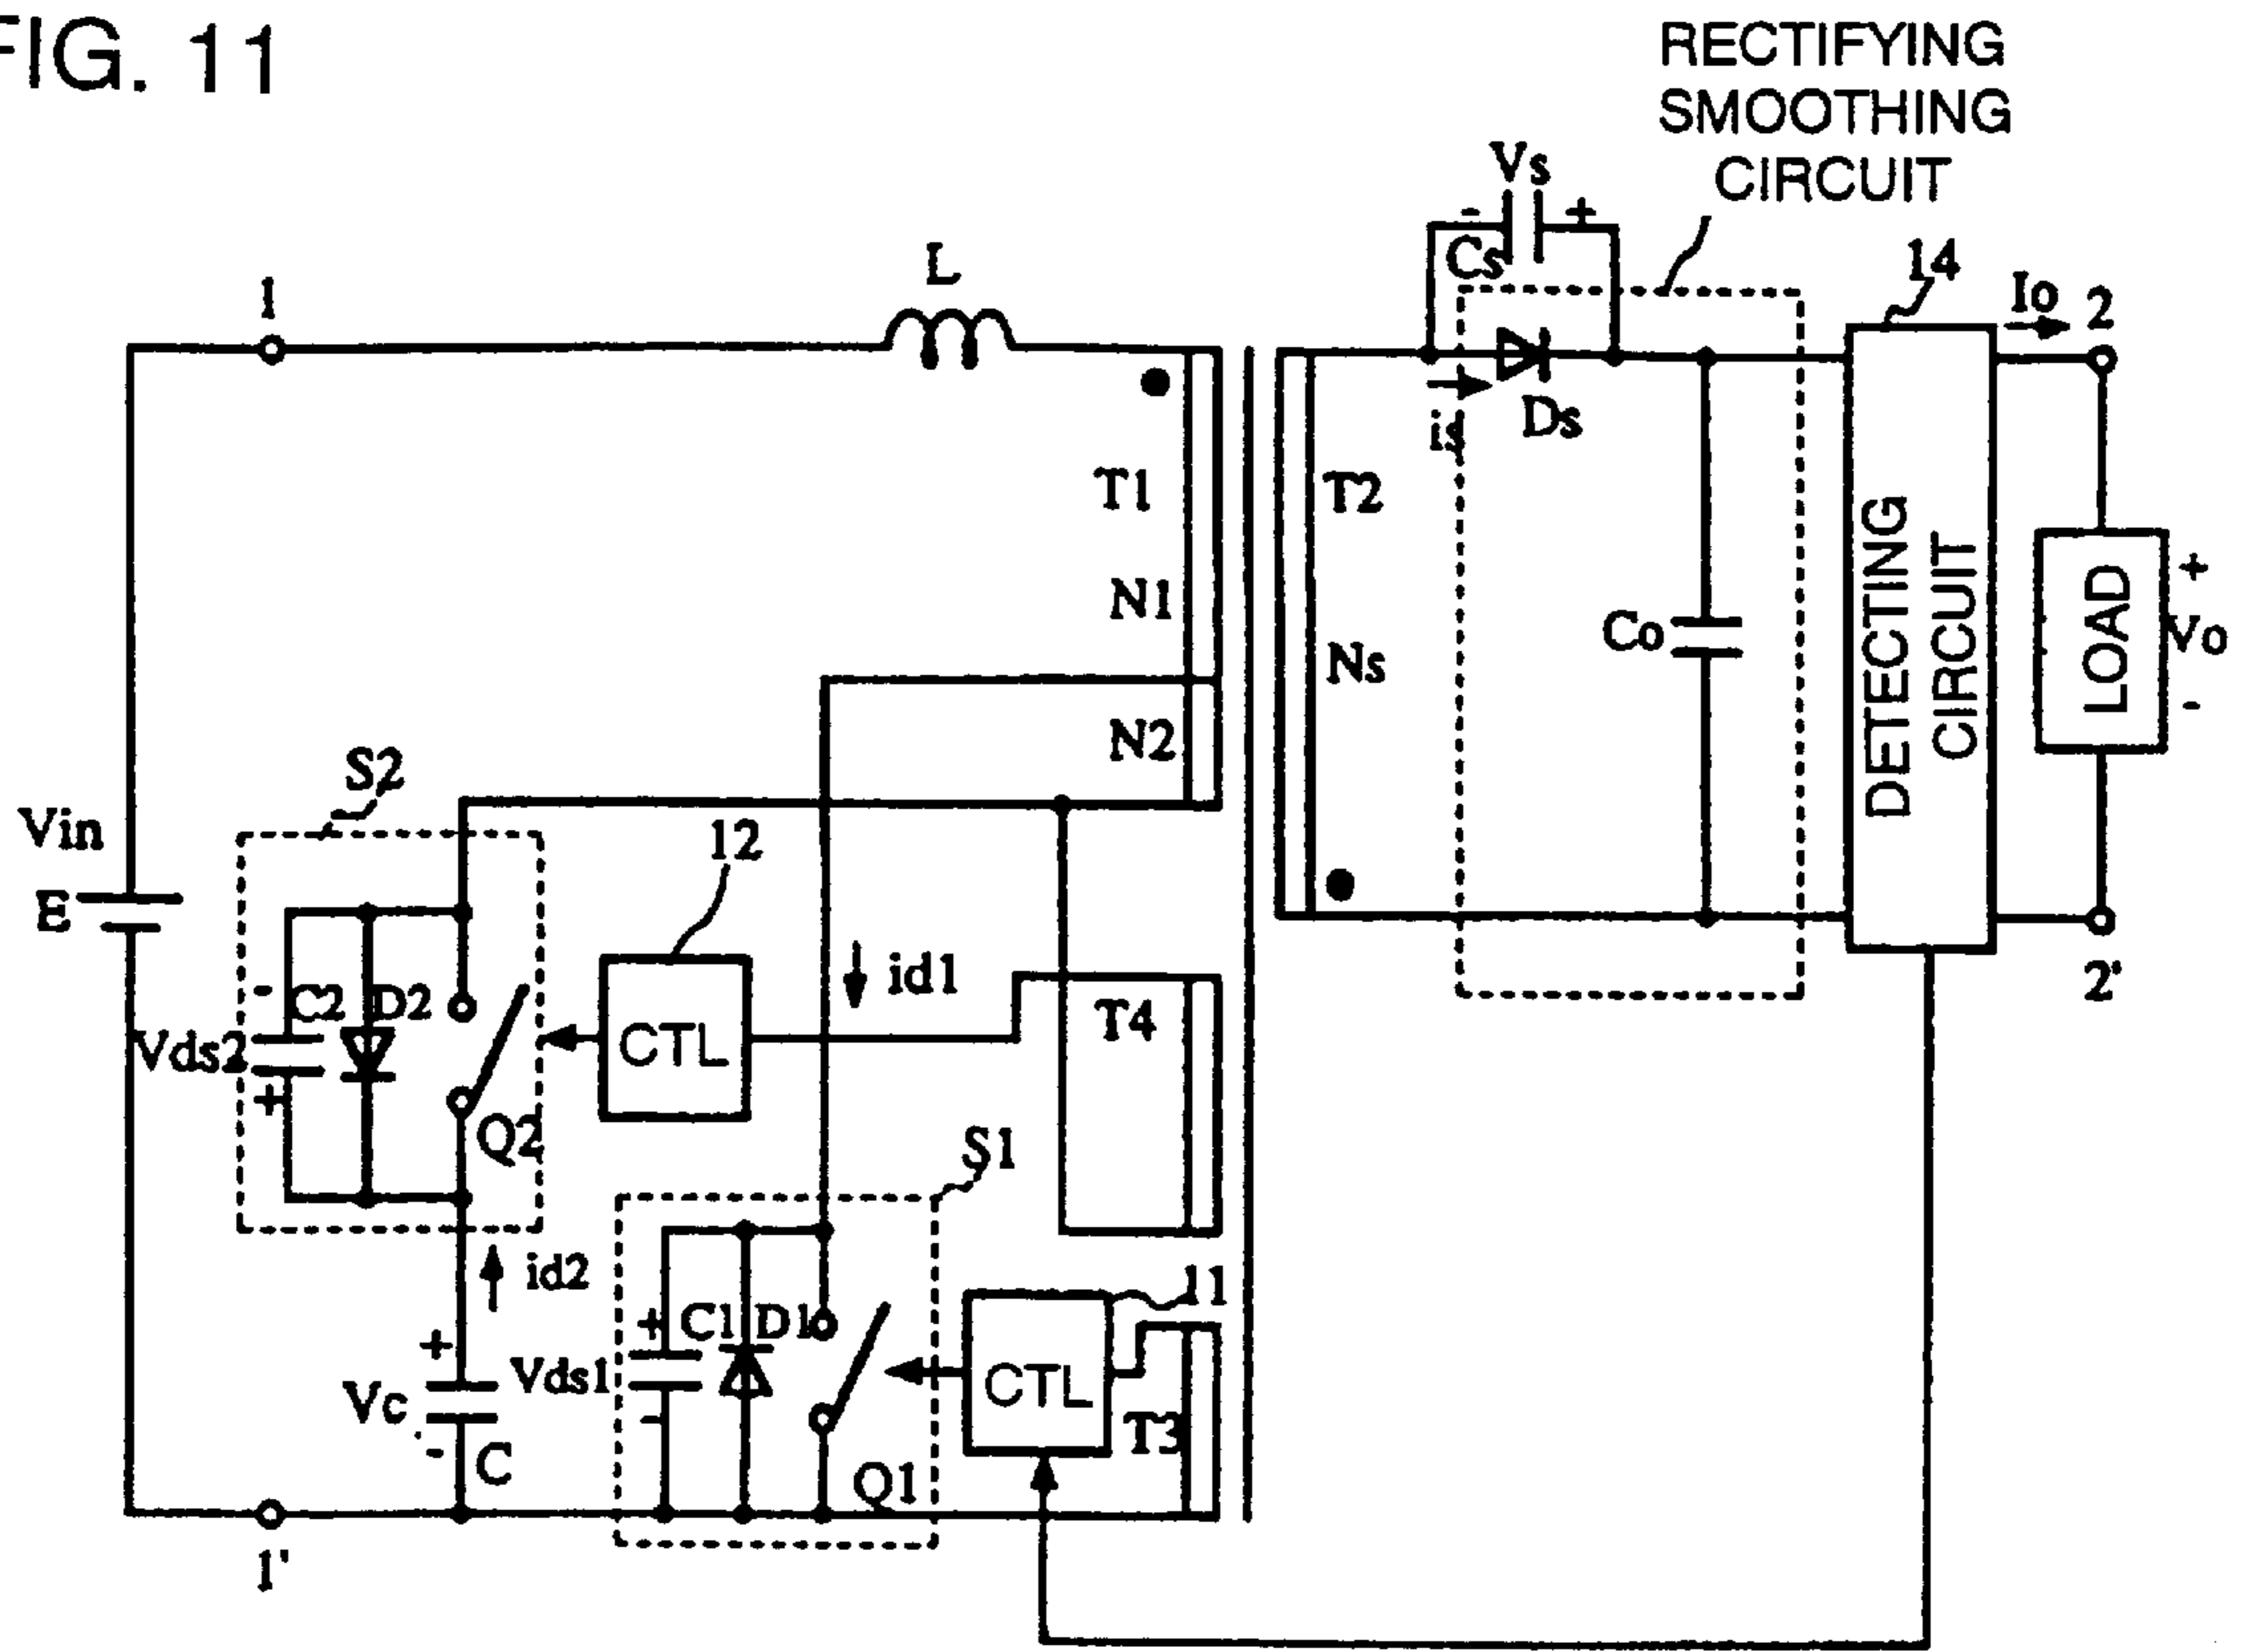 FIG. 11
RECTIFYING
SMOOTHING
CIRCUIT
Vs
- +
Cs
L
1
14
Io
2
is
Ds
T1
T2
N1
Ns
N2
Co
DETECTING
CIRCUIT
LOAD
+
Vo
-
2'
S2
Vin
E
12
id1
- C2 D2
Vds2
+
CTL
T4
Q2
S1
id2
11
+ C1 D1
+
Vds1
Vc
-
- C
CTL
T3
Q1
1'